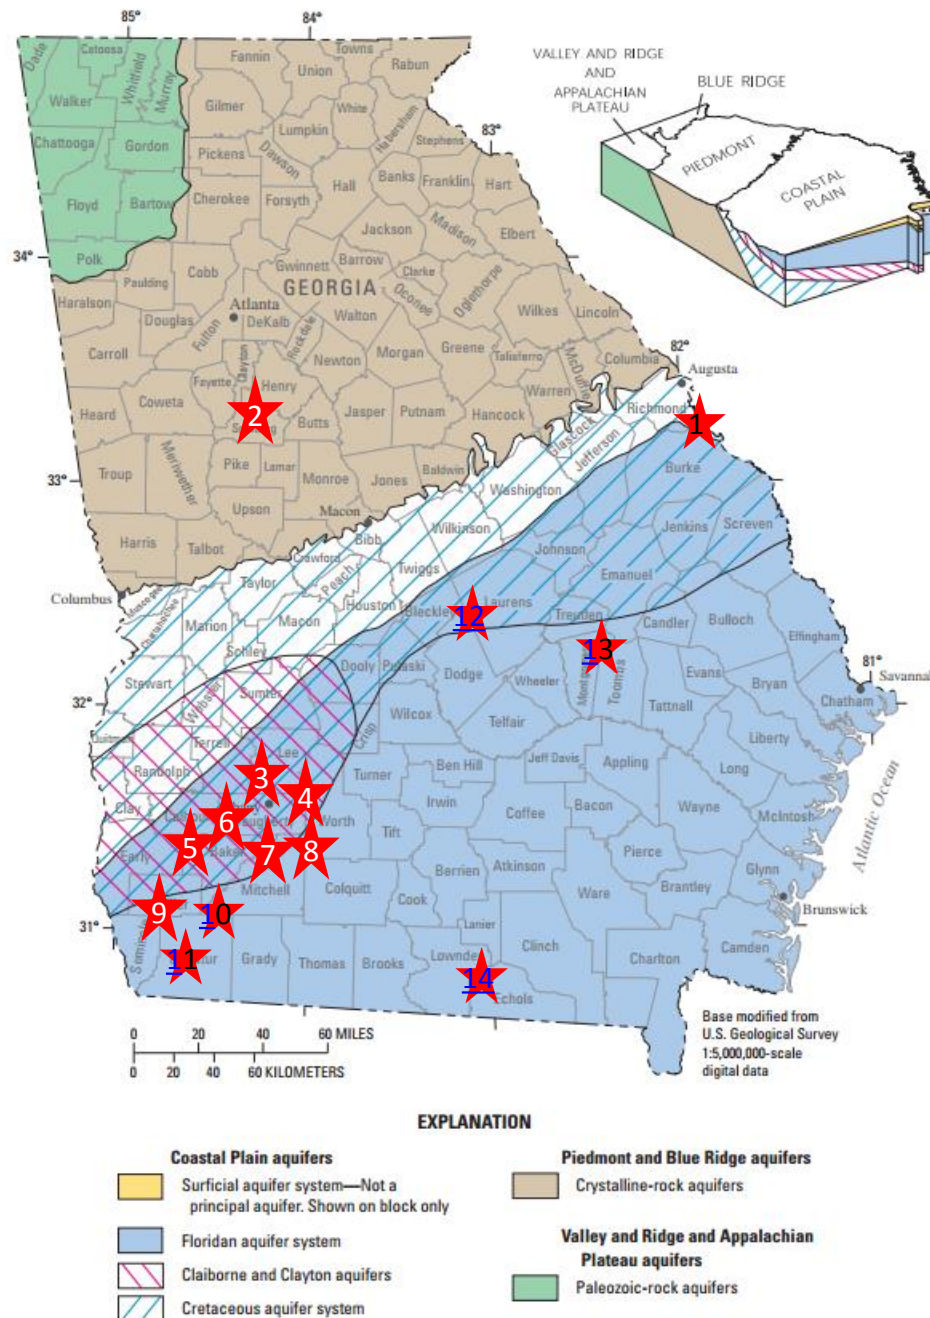 85°
84°
VALLEY AND RIDGE
AND
APPALACHIAN
PLATEAU
BLUE RIDGE
PIEDMONT
COASTAL
PLAIN
Dade
Catoosa
Whitfield
Murray
Fannin
Towns
Union
Rabun
Walker
Gilmer
White
Habersham
83°
Chattooga
Gordon
Lumpkin
Stephens
Pickens
Dawson
Banks
Franklin
Hart
Floyd
Bartow
Cherokee
Forsyth
Hall
Madison
Elbert
34°
Polk
Jackson
Cobb
Gwinnett
Barrow
Clarke
Paulding
GEORGIA
Oconee
Oglethorpe
Haralson
Atlanta
DeKalb
Walton
Wilkes
Lincoln
Douglas
Fulton
Rockdale
Carroll
Clayton
Newton
Morgan
Greene
Taliaferro
McDuffie
Columbia
82°
Augusta
Fayette
Henry
Warren
Richmond
Heard
Coweta
2
Butts
Jasper
Putnam
Hancock
Glascock
1
Jefferson
Troup
Meriwether
Pike
Lamar
Monroe
Jones
Baldwin
Washington
Burke
33°
Upson
Macon
Wilkinson
Jenkins
Screven
Harris
Talbot
Bibb
Crawford
Twiggs
Johnson
Emanuel
Columbus
Muscogee
Chattahoochee
Taylor
Peach
Houston
Bleckley
12
Laurens
Treutlen
Candler
Bulloch
Effingham
Marion
Macon
Schley
13
Stewart
Webster
Sumter
Dooly
Pulaski
Dodge
Wheeler
Toombs
Evans
Bryan
81°
Savannah
32°
Tattnall
Chatham
Quitman
Terrell
Lee
Crisp
Wilcox
Telfair
Liberty
Randolph
3
Turner
Ben Hill
Jeff Davis
Appling
Long
Clay
4
Irwin
Coffee
Bacon
Wayne
McIntosh
Atlantic Ocean
6
Worth
Tift
5
7
8
Early
Baker
Pierce
Glynn
Mitchell
Colquitt
Berrien
Atkinson
Ware
Brantley
Brunswick
9
10
Cook
31°
Lanier
11
Grady
Thomas
Brooks
Clinch
Charlton
Camden
14
Echols
0 20 40 60 MILES
0 20 40 60 KILOMETERS
Base modified from
U.S. Geological Survey
1:5,000,000-scale
digital data
EXPLANATION
Coastal Plain aquifers
Surficial aquifer system—Not a
principal aquifer. Shown on block only
Floridan aquifer system
Claiborne and Clayton aquifers
Cretaceous aquifer system
Piedmont and Blue Ridge aquifers
Crystalline-rock aquifers
Valley and Ridge and Appalachian
Plateau aquifers
Paleozoic-rock aquifers